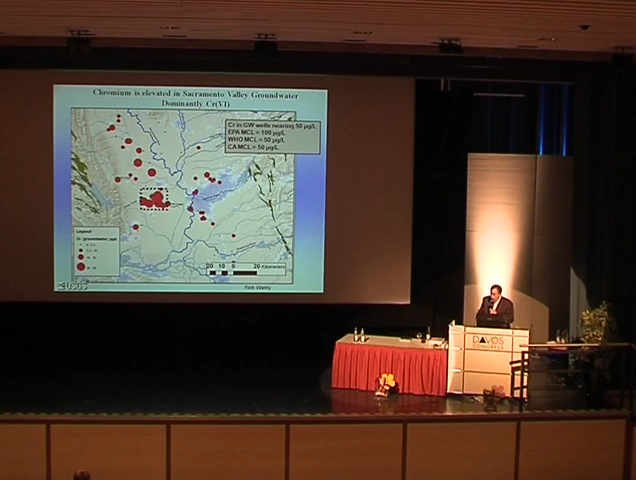 Chromium is elevated in Sacramento Valley Groundwater
Dominantly Cr(VI)
Cr in GW wells nearing 50 µg/L
EPA MCL = 100 µg/L
WHO MCL = 50 µg/L
CA MCL = 50 µg/L
Legend
20 10 0 20 Kilometers
USGS
DAVOS
CONGRESS